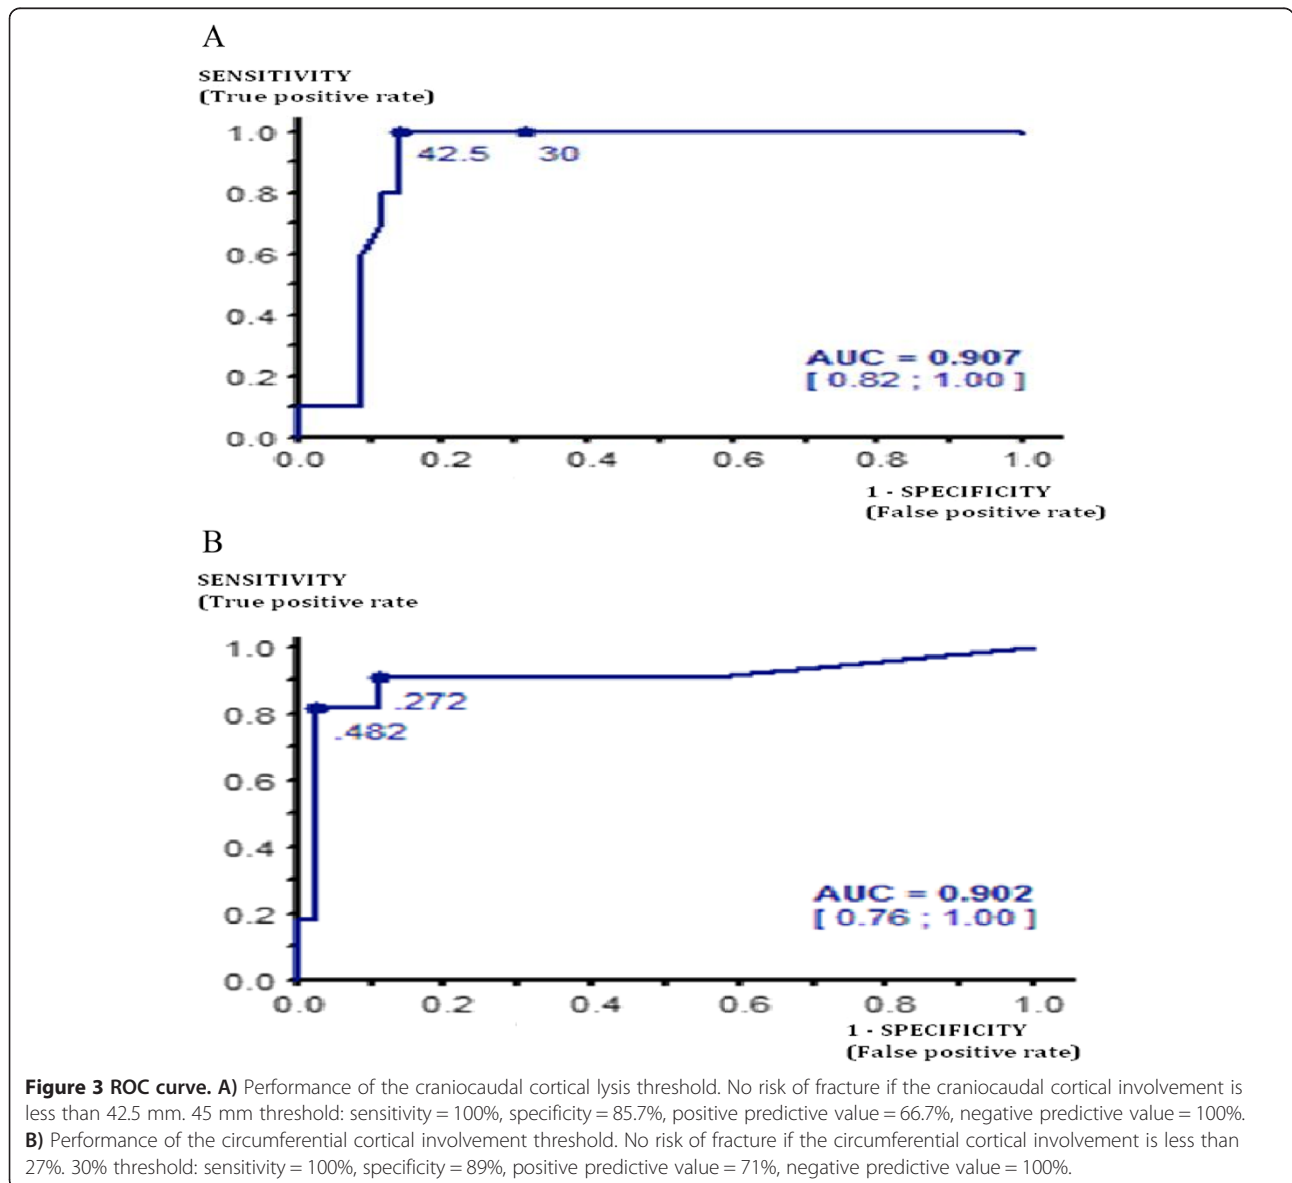 A
SENSITIVITY
(True positive rate)
1.0
42.5 30
0.8
0.6
0.4
AUC = 0.907
0.2
[ 0.82 ; 1.00 ]
0.0
0.0 0.2 0.4 0.6 0.8 1.0
1 - SPECIFICITY
(False positive rate)
B
SENSITIVITY
(True positive rate
1.0
.272
0.8
.482
0.6
0.4
AUC = 0.902
0.2
[ 0.76 ; 1.00 ]
0.0
0.0 0.2 0.4 0.6 0.8 1.0
1 - SPECIFICITY
(False positive rate)
Figure 3 ROC curve. A) Performance of the craniocaudal cortical lysis threshold. No risk of fracture if the craniocaudal cortical involvement is
less than 42.5 mm. 45 mm threshold: sensitivity = 100%, specificity = 85.7%, positive predictive value = 66.7%, negative predictive value = 100%.
B) Performance of the circumferential cortical involvement threshold. No risk of fracture if the circumferential cortical involvement is less than
27%. 30% threshold: sensitivity = 100%, specificity = 89%, positive predictive value = 71%, negative predictive value = 100%.